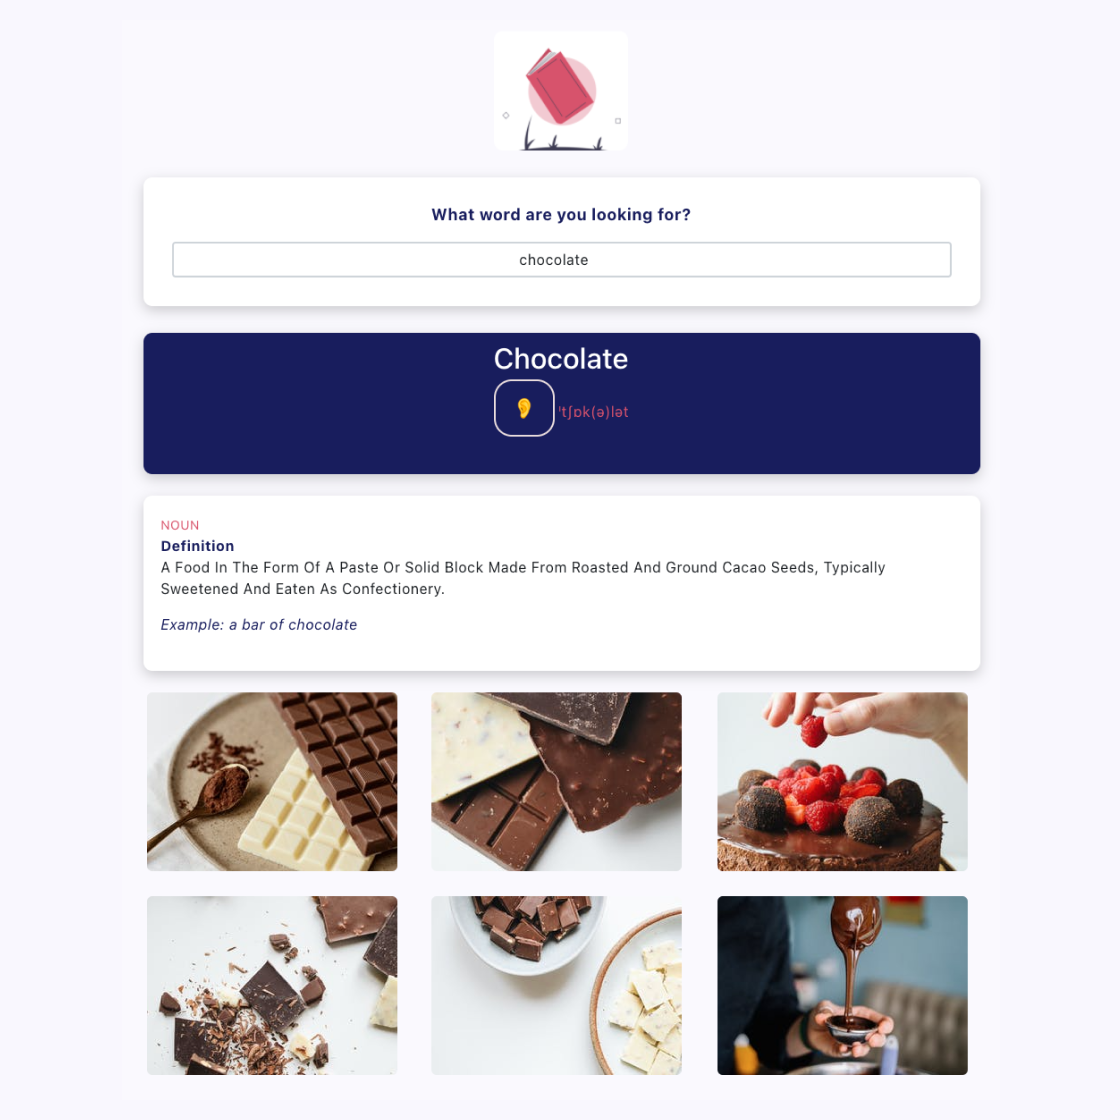 What word are you looking for?
chocolate
Chocolate
'tʃɒk(ə)lət
NOUN
Definition
A Food In The Form Of A Paste Or Solid Block Made From Roasted And Ground Cacao Seeds, Typically
Sweetened And Eaten As Confectionery.
Example: a bar of chocolate